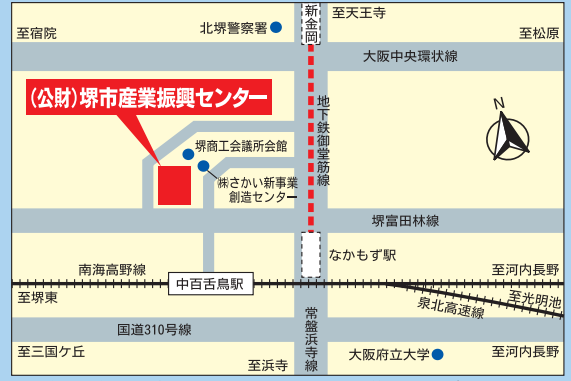 至宿院
北堺警察署
新金岡
至天王寺
至松原
大阪中央環状線
(公財)堺市産業振興センター
地下鉄御堂筋線
N
堺商工会議所会館
㈱さかい新事業
創造センター
堺富田林線
なかもず駅
南海高野線
中百舌鳥駅
至河内長野
至堺東
泉北高速線
至光明池
国道310号線
常盤浜寺線
至三国ケ丘
至浜寺
大阪府立大学
至河内長野